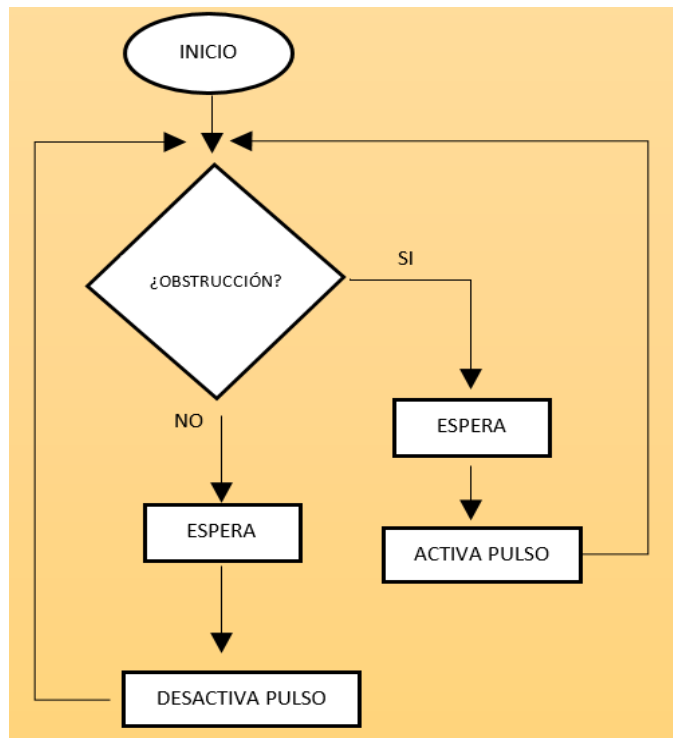 INICIO
¿OBSTRUCCIÓN?
SI
NO
ESPERA
ESPERA
ACTIVA PULSO
DESACTIVA PULSO